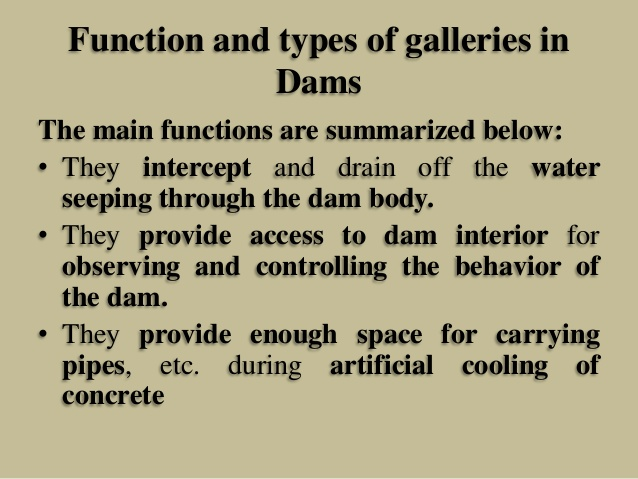 Function and types of galleries in
Dams
The main functions are summarized below:
• They intercept and drain off the water
seeping through the dam body.
• They provide access to dam interior for
observing and controlling the behavior of
the dam.
• They provide enough space for carrying
pipes, etc. during artificial cooling of
concrete